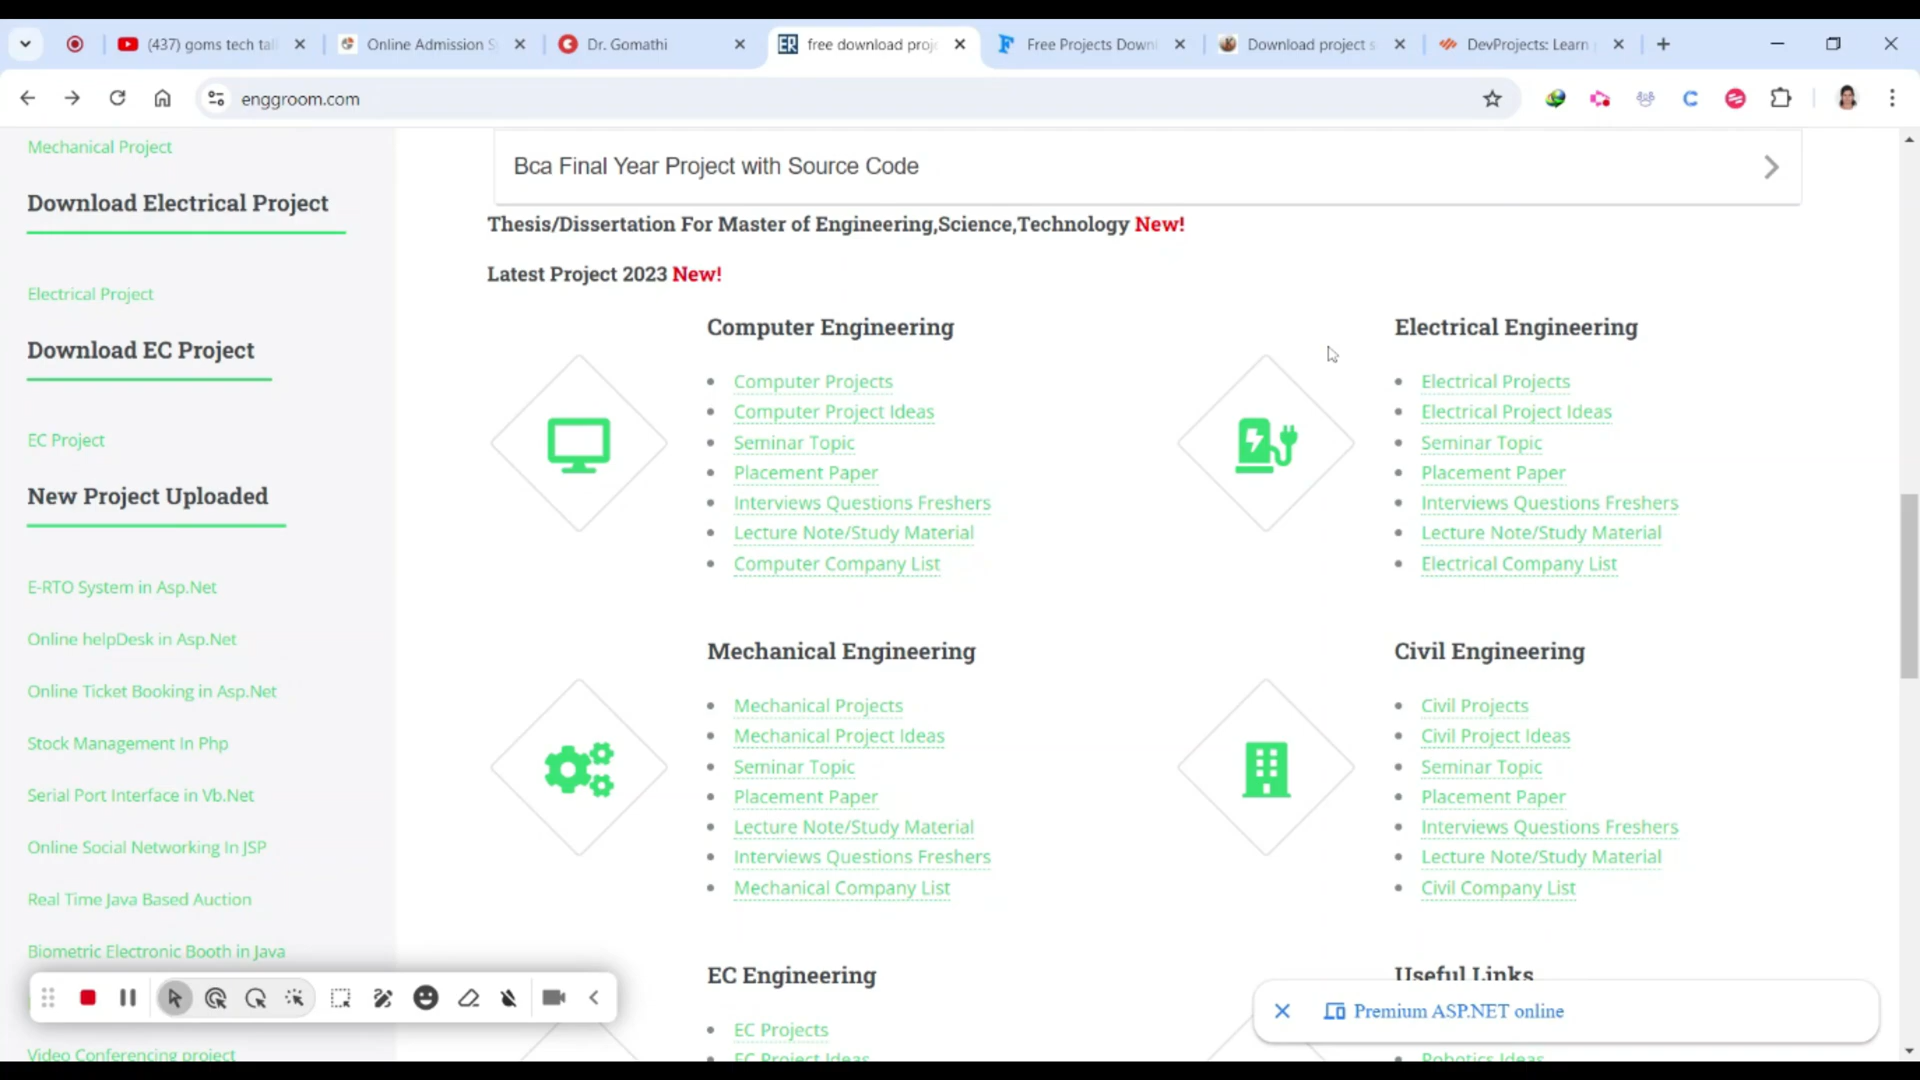 (437) goms tech tal
Online Admission S
Dr. Gomathi
ER
free download proj
Free Projects Down
Download project s
DevProjects: Learn
enggroom.com
Mechanical Project
Download Electrical Project
Electrical Project
Download EC Project
EC Project
New Project Uploaded
E-RTO System in Asp.Net
Online helpDesk in Asp.Net
Online Ticket Booking in Asp.Net
Stock Management In Php
Serial Port Interface in Vb.Net
Online Social Networking In JSP
Real Time Java Based Auction
Biometric Electronic Booth in Java
Video Conferencing project
Bca Final Year Project with Source Code
Thesis/Dissertation For Master of Engineering,Science,Technology New!
Latest Project 2023 New!
Computer Engineering
Computer Projects
Computer Project Ideas
Seminar Topic
Placement Paper
Interviews Questions Freshers
Lecture Note/Study Material
Computer Company List
Electrical Engineering
Electrical Projects
Electrical Project Ideas
Seminar Topic
Placement Paper
Interviews Questions Freshers
Lecture Note/Study Material
Electrical Company List
Mechanical Engineering
Mechanical Projects
Mechanical Project Ideas
Seminar Topic
Placement Paper
Lecture Note/Study Material
Interviews Questions Freshers
Mechanical Company List
Civil Engineering
Civil Projects
Civil Project Ideas
Seminar Topic
Placement Paper
Interviews Questions Freshers
Lecture Note/Study Material
Civil Company List
EC Engineering
EC Projects
EC Project Ideas
Useful Links
Robotics Ideas
Premium ASP.NET online